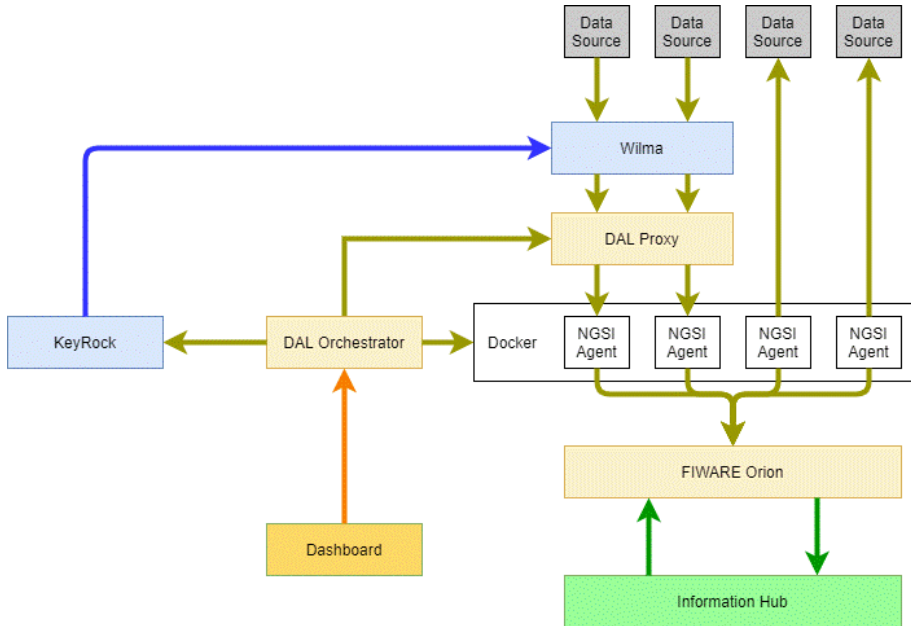 Data
Source
Data
Source
Data
Source
Data
Source
Wilma
DAL Proxy
KeyRock
DAL Orchestrator
Docker
NGSI
Agent
NGSI
Agent
NGSI
Agent
NGSI
Agent
FIWARE Orion
Dashboard
Information Hub